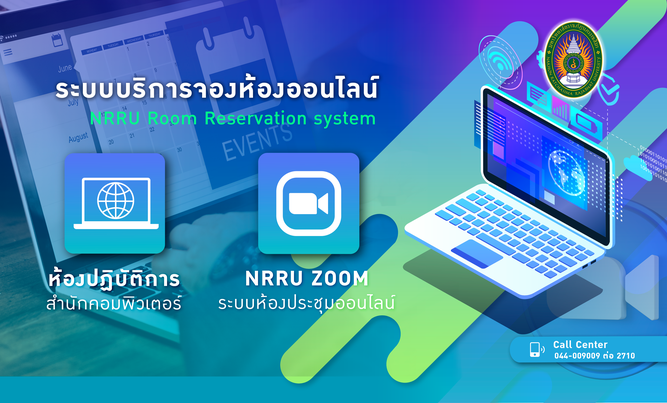 ระบบบริการจองห้องออนไลน์
NRRU Room Reservation system
June
July
August
EVENTS
ห้องปฏิบัติการ
สำนักคอมพิวเตอร์
NRRU ZOOM
ระบบห้องประชุมออนไลน์
Call Center
044-009009 ต่อ 2710